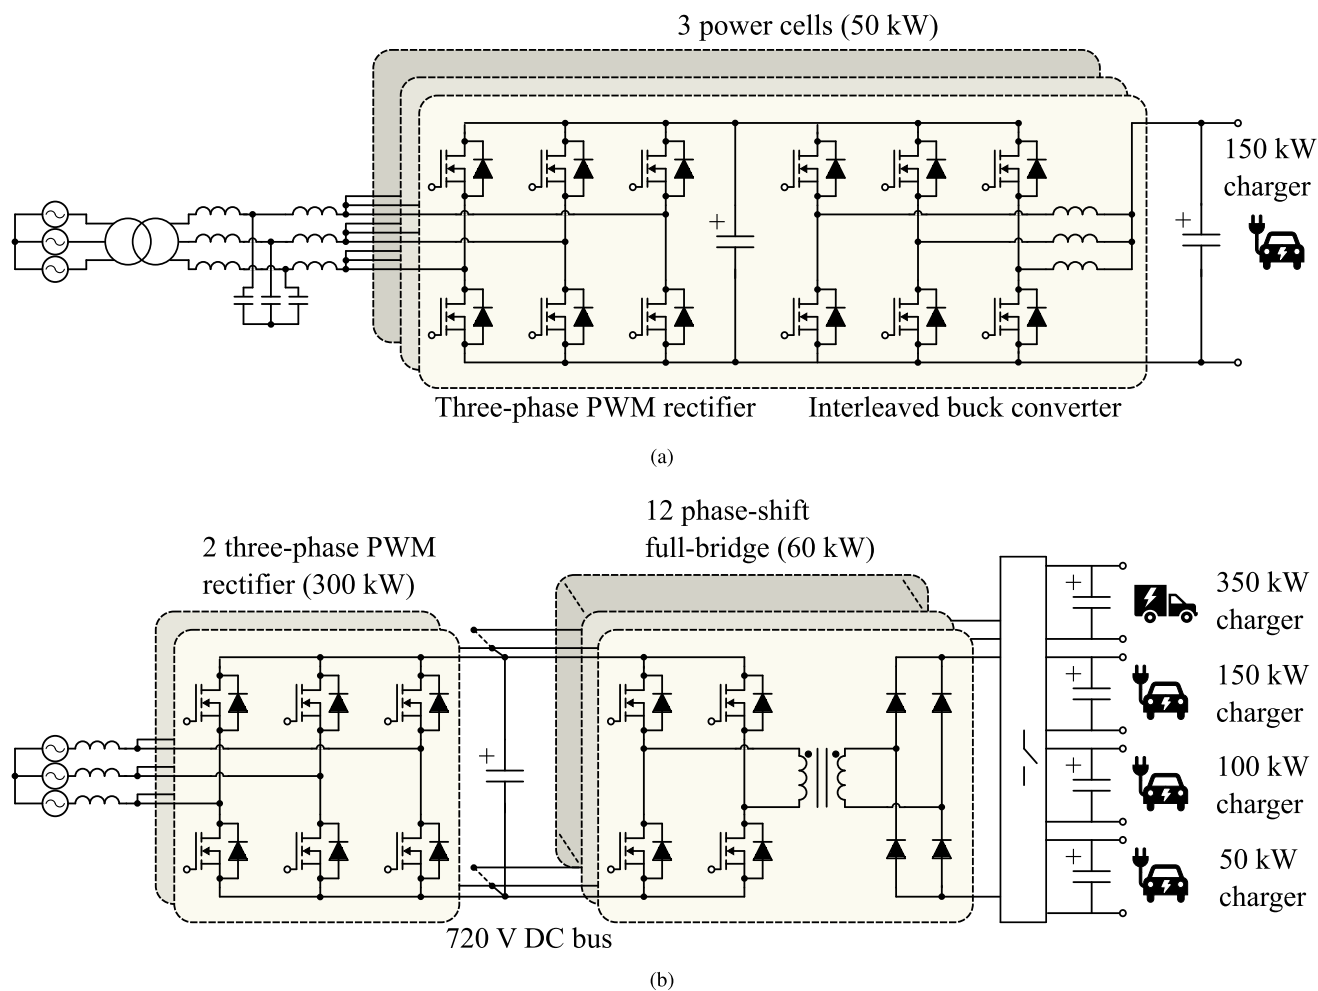 3 power cells (50 kW)
150 kW
charger
Three-phase PWM rectifier
Interleaved buck converter
(a)
12 phase-shift
full-bridge (60 kW)
2 three-phase PWM
rectifier (300 kW)
350 kW
charger
150 kW
charger
100 kW
charger
50 kW
charger
720 V DC bus
(b)